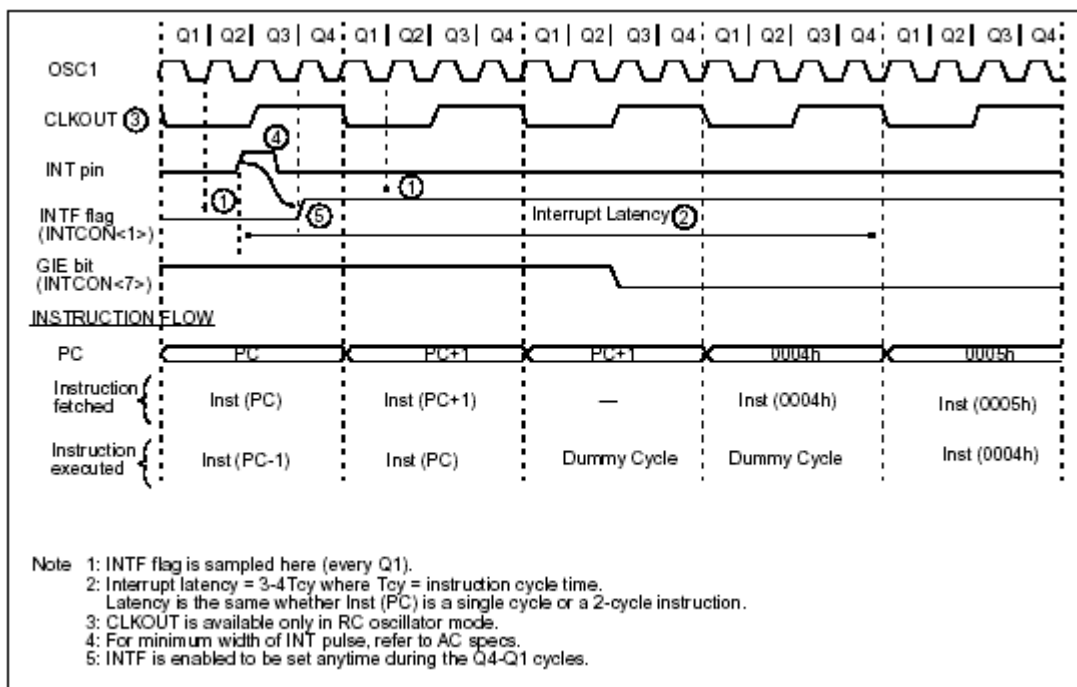 Q1 | Q2 | Q3 | Q4 Q1 | Q2 | Q3 | Q4 Q1 | Q2 | Q3 | Q4 Q1 | Q2 | Q3 | Q4 Q1 | Q2 | Q3 | Q4
OSC1
CLKOUT ③
④
INT pin
①
①
INTF flag
(INTCON<1>)
⑤
Interrupt Latency ②
GIE bit
(INTCON<7>)
INSTRUCTION FLOW
PC PC PC+1 PC+1 0004h 0005h
Instruction
fetched
Inst (PC) Inst (PC+1) — Inst (0004h) Inst (0005h)
Instruction
executed
Inst (PC-1) Inst (PC) Dummy Cycle Dummy Cycle Inst (0004h)
Note 1: INTF flag is sampled here (every Q1).
2: Interrupt latency = 3-4Tcy where Tcy = instruction cycle time.
Latency is the same whether Inst (PC) is a single cycle or a 2-cycle instruction.
3: CLKOUT is available only in RC oscillator mode.
4: For minimum width of INT pulse, refer to AC specs.
5: INTF is enabled to be set anytime during the Q4-Q1 cycles.